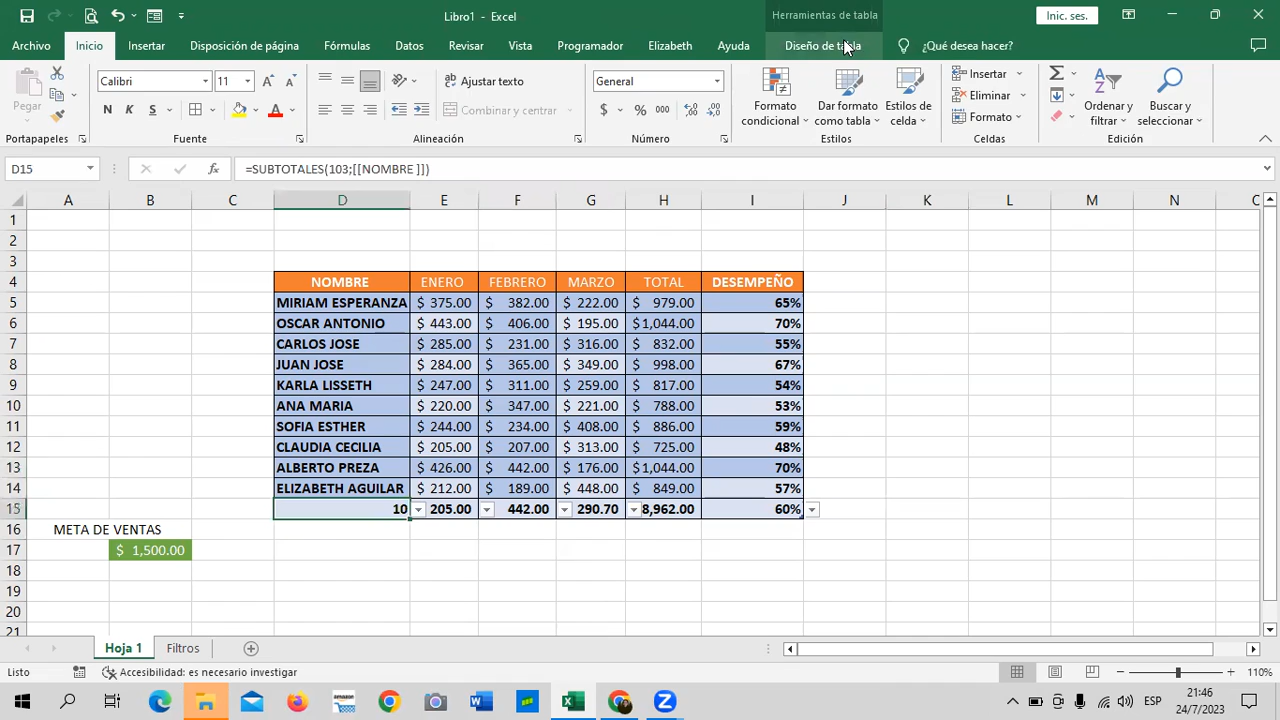 Libro1 - Excel
Herramientas de tabla
Inic. ses.
Archivo Inicio Insertar Disposición de página Fórmulas Datos Revisar Vista Programador Elizabeth Ayuda Diseño de tabla ¿Qué desea hacer?
Pegar
Calibri 11
N K S
Ajustar texto
Combinar y centrar
General
$ % 000
Formato condicional
Dar formato como tabla
Estilos de celda
Insertar
Eliminar
Formato
Ordenar y filtrar
Buscar y seleccionar
Portapapeles Fuente Alineación Número Estilos Celdas Edición
D15 fx =SUBTOTALES(103;[[NOMBRE ]])
A B C D E F G H I J K L M N
1
2
3
4 NOMBRE ENERO FEBRERO MARZO TOTAL DESEMPEÑO
5 MIRIAM ESPERANZA $ 375.00 $ 382.00 $ 222.00 $ 979.00 65%
6 OSCAR ANTONIO $ 443.00 $ 406.00 $ 195.00 $1,044.00 70%
7 CARLOS JOSE $ 285.00 $ 231.00 $ 316.00 $ 832.00 55%
8 JUAN JOSE $ 284.00 $ 365.00 $ 349.00 $ 998.00 67%
9 KARLA LISSETH $ 247.00 $ 311.00 $ 259.00 $ 817.00 54%
10 ANA MARIA $ 220.00 $ 347.00 $ 221.00 $ 788.00 53%
11 SOFIA ESTHER $ 244.00 $ 234.00 $ 408.00 $ 886.00 59%
12 CLAUDIA CECILIA $ 205.00 $ 207.00 $ 313.00 $ 725.00 48%
13 ALBERTO PREZA $ 426.00 $ 442.00 $ 176.00 $1,044.00 70%
14 ELIZABETH AGUILAR $ 212.00 $ 189.00 $ 448.00 $ 849.00 57%
15 10 205.00 442.00 290.70 8,962.00 60%
16 META DE VENTAS
17 $ 1,500.00
18
19
20
21
Hoja 1 Filtros
Listo Accesibilidad: es necesario investigar 110%
ESP
21:46
24/7/2023